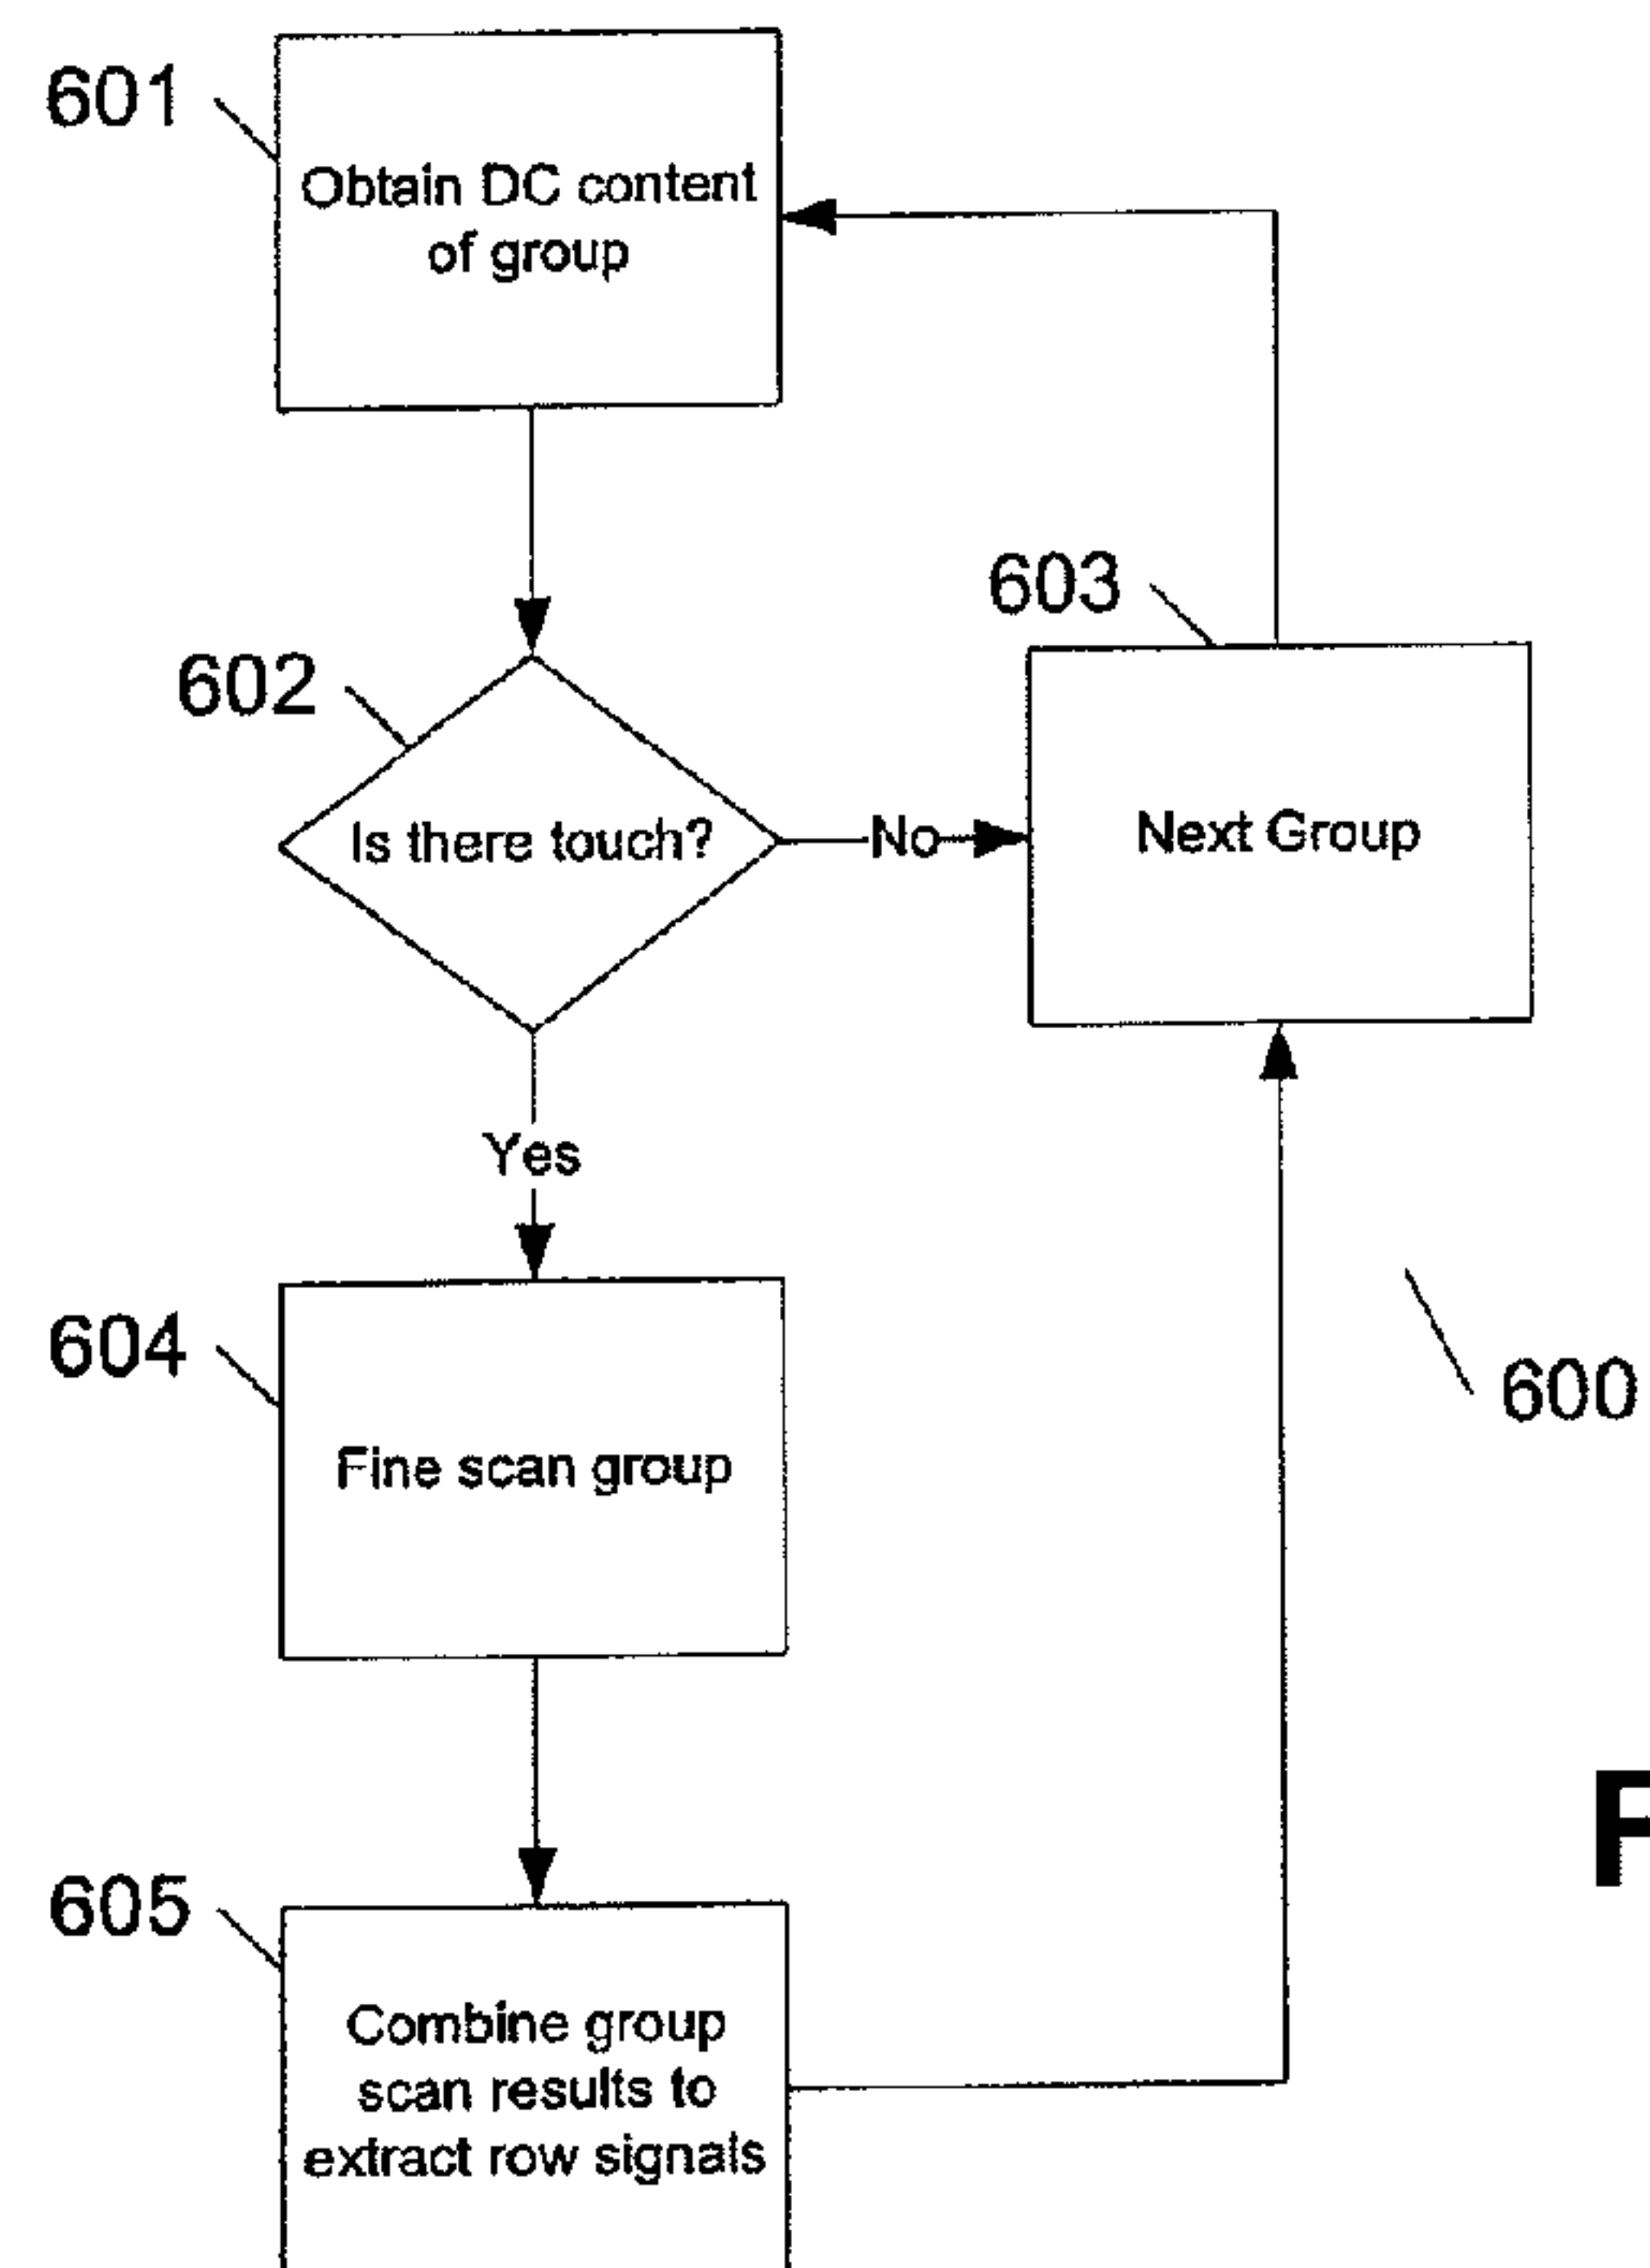 601
Obtain DC content
of group
603
602
Is there touch?
No
Next Group
Yes
604
Fine scan group
600
605
Combine group
scan results to
extract row signals